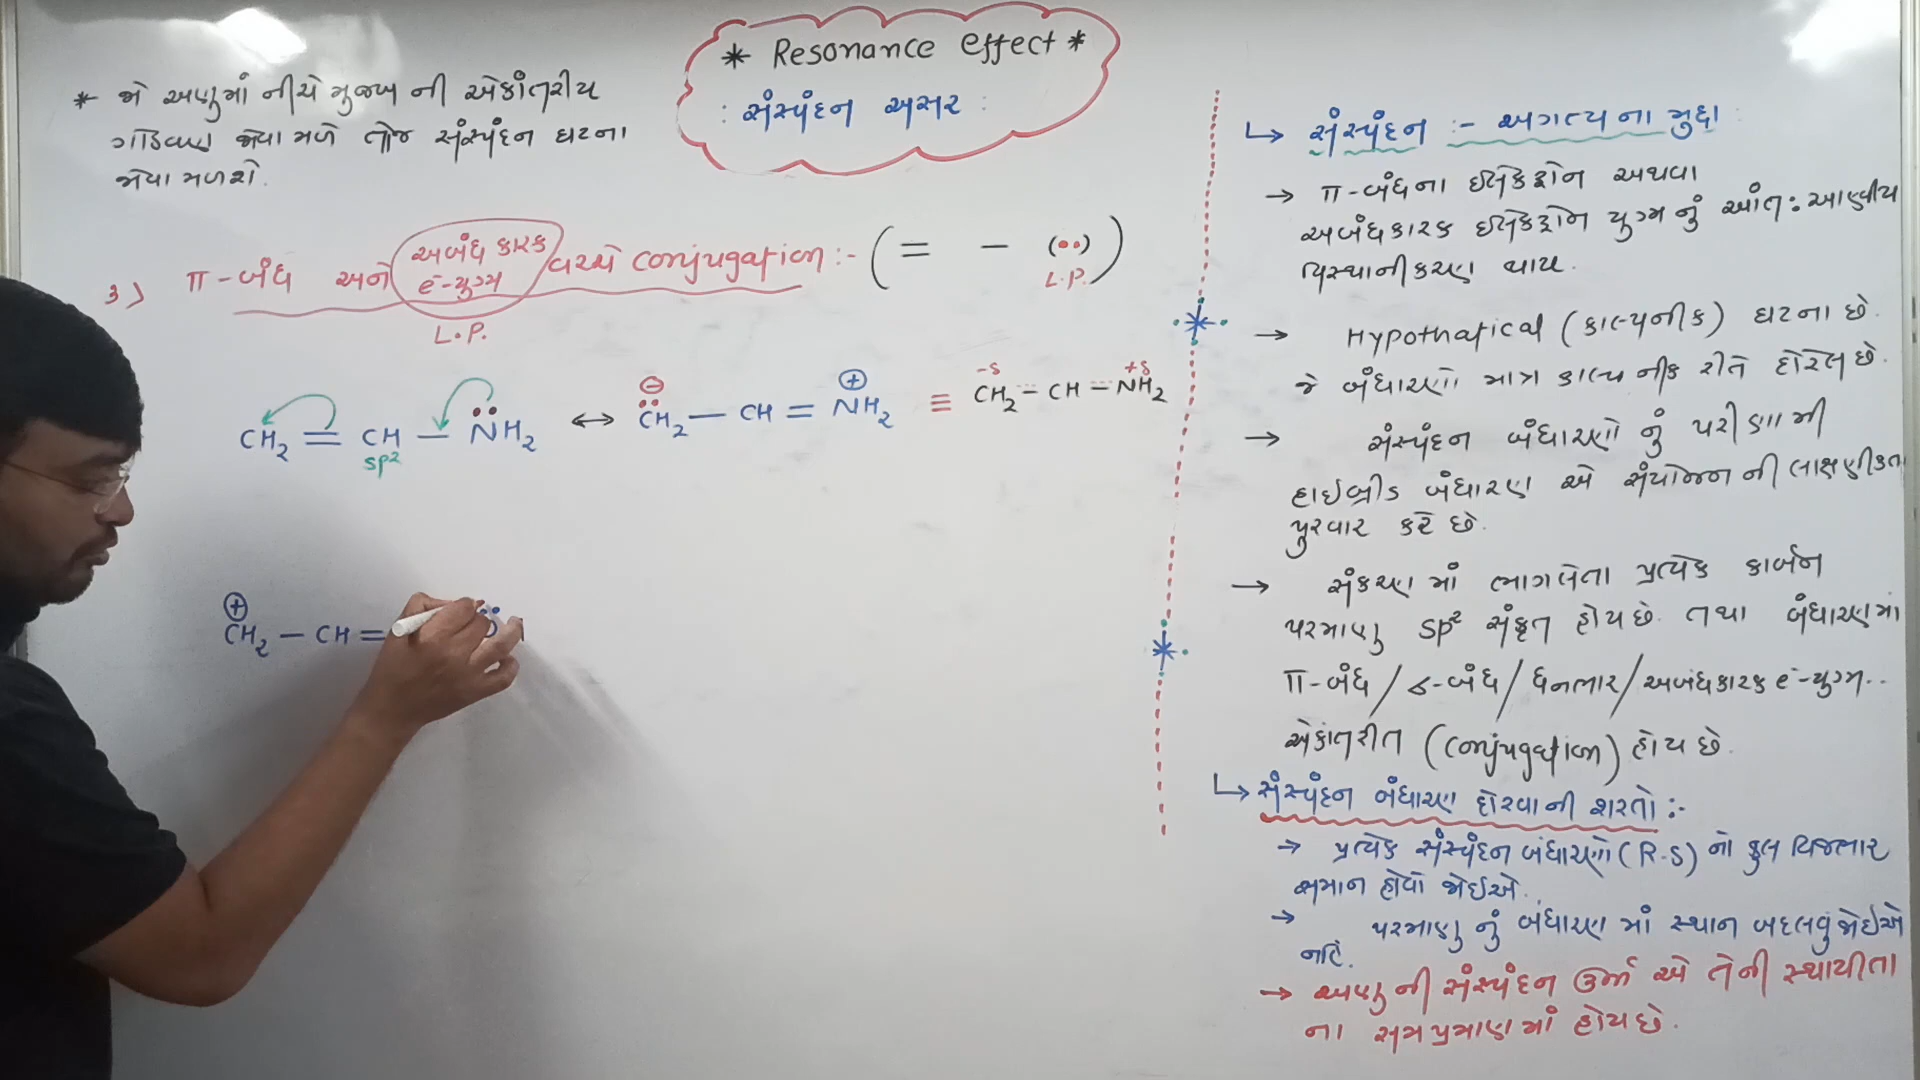 * Resonance effect *
: સંસ્પંદન અસર :
* જે અણુમાં નીચે મુજબ ની એકાંતરીય
ગોઠવણ જોવા મળે તોજ સંસ્પંદન ઘટના
જોવા મળશે.
૩) π-બંધ અને અબંધ કારક e⁻-યુગ્મ વચ્ચે conjugation :- ( = – (••) )
L.P.
L.P.
CH₂ = CH – N̈H₂ ↔ ⊖ C̈H₂ — CH = ⊕ NH₂ ≡ -δ CH₂ – CH – +δ NH₂
sp²
⊕ CH₂ – CH =
↳ સંસ્પંદન :- અગત્યના મુદ્દા :
→ π-બંધના ઈલેક્ટ્રોન અથવા
અબંધકારક ઈલેક્ટ્રોન યુગ્મ નું આંત: આણ્વીય
વિસ્થાનીકરણ થાય.
→ Hypothatical (કાલ્પનીક) ઘટના છે.
જે બંધારણો માત્ર કાલ્પનીક રીતે દોરેલ છે.
→ સંસ્પંદન બંધારણો નું પરીણામી
હાઈબ્રીડ બંધારણ એ સંયોજન ની લાક્ષણીકતા
પુરવાર કરે છે.
→ સંકરણ માં ભાગલેતા પ્રત્યેક કાર્બન
પરમાણુ sp² સંકૃત હોય છે. તથા બંધારણમાં
π-બંધ / σ-બંધ / ધનભાર / અબંધકારક e⁻-યુગ્મ..
એકાંતરીત (conjugation) હોય છે.
↳ સંસ્પંદન બંધારણ દોરવાની શરતો :-
→ પ્રત્યેક સંસ્પંદન બંધારણો (R.S) નો કુલ વિજભાર
સમાન હોવો જોઈએ.
→ પરમાણુ નું બંધારણ માં સ્થાન બદલવું જોઈએ
નહિં.
→ અણુ ની સંસ્પંદન ઉર્જા એ તેની સ્થાયીતા
ના સમપ્રમાણમાં હોય છે.